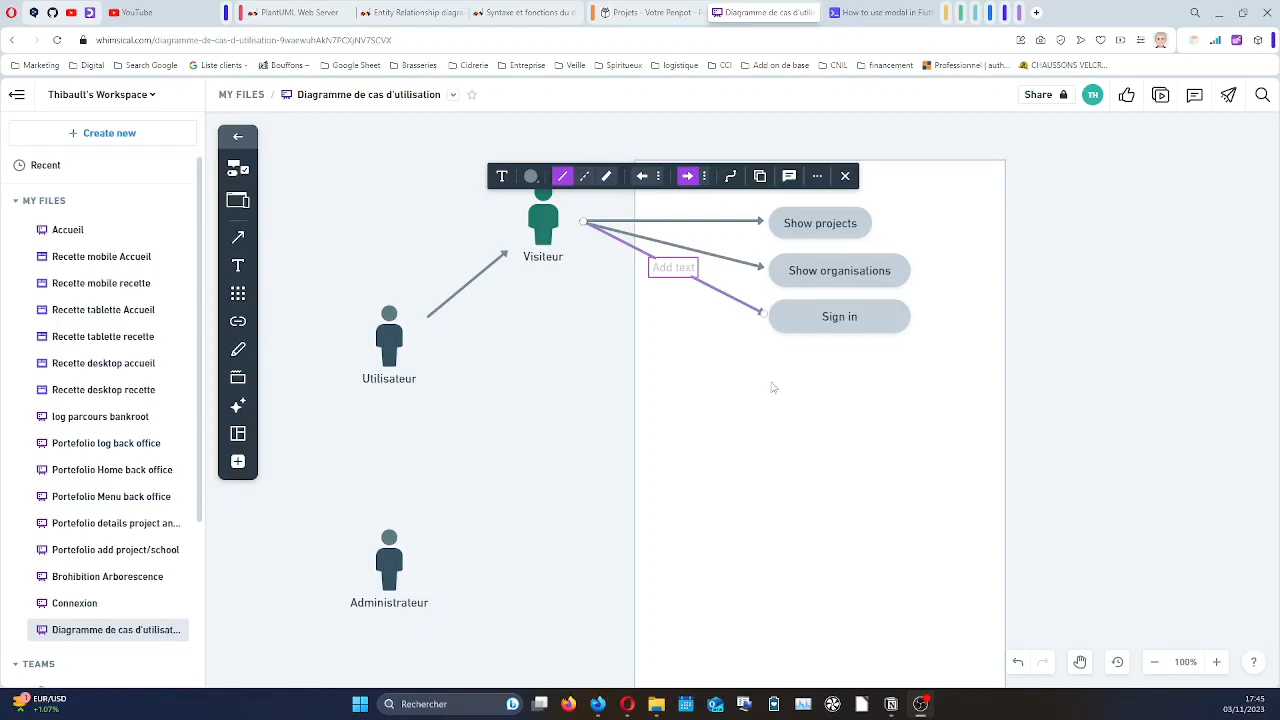 PlantUML Web Server
Entity Relationship diagra
Syntaxe et fonctions du d
Projets - Votre Penpot - P
Diagramme de cas d'utili
How to use modal in Flutt
YouTube
whimsical.com/diagramme-de-cas-d-utilisation-9waewuhAkN7PCXjNV7SCVX
Marketing
Digital
Search Google
Liste clients -
Bouffons –
Google Sheet
Brasseries
Cidrerie
Entreprise
Veille
Spiritueux
logistique
CCI
Add on de base
CNIL
financement
Professionnel | auth...
CHAUSSONS VELCR...
Thibault's Workspace
MY FILES / Diagramme de cas d'utilisation
Share
TH
Create new
Recent
MY FILES
Accueil
Recette mobile Accueil
Recette mobile recette
Recette tablette Accueil
Recette tablette recette
Recette desktop accueil
Recette desktop recette
log parcours bankroot
Portefolio log back office
Portefolio Home back office
Portefolio Menu back office
Portefolio details project an...
Portefolio add project/school
Brohibition Arborescence
Connexion
Diagramme de cas d'utilisat...
TEAMS
T
T
Visiteur
Utilisateur
Administrateur
Add text
Show projects
Show organisations
Sign in
100%
?
EUR/USD
+1.07%
Rechercher
17:45
03/11/2023